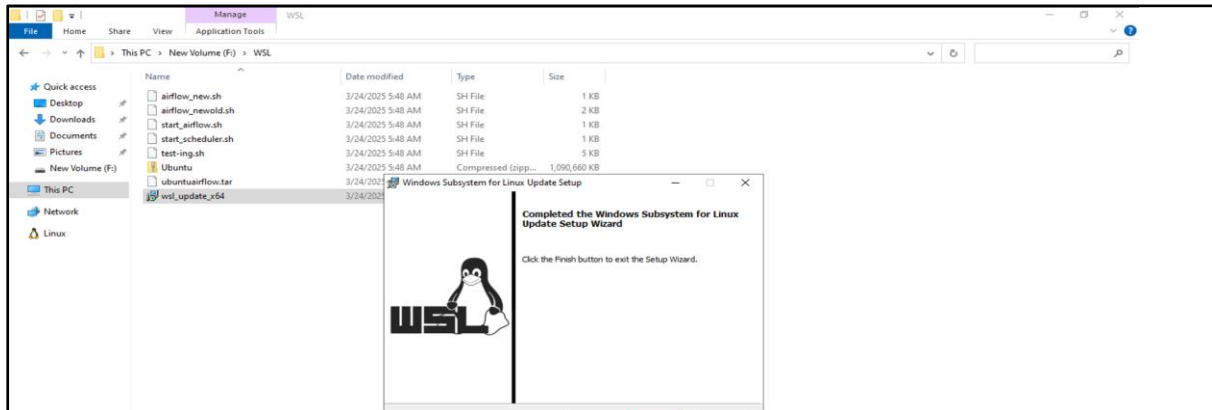 Manage WSL
File Home Share View Application Tools
This PC > New Volume (F:) > WSL
Name Date modified Type Size
Quick access
Desktop
Downloads
Documents
Pictures
New Volume (F:)
This PC
Network
Linux
airflow_new.sh 3/24/2025 5:48 AM SH File 1 KB
airflow_newold.sh 3/24/2025 5:48 AM SH File 2 KB
start_airflow.sh 3/24/2025 5:48 AM SH File 1 KB
start_scheduler.sh 3/24/2025 5:48 AM SH File 1 KB
test-ing.sh 3/24/2025 5:48 AM SH File 5 KB
Ubuntu 3/24/2025 5:48 AM Compressed (zipp... 1,090,660 KB
ubuntuairflow.tar 3/24/2025
wsl_update_x64 3/24/2025
Windows Subsystem for Linux Update Setup
Completed the Windows Subsystem for Linux
Update Setup Wizard
Click the Finish button to exit the Setup Wizard.
WSL